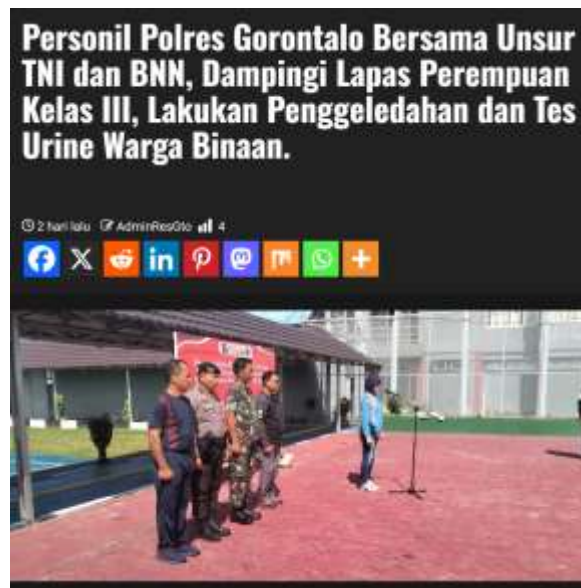 Personil Polres Gorontalo Bersama Unsur
TNI dan BNN, Dampingi Lapas Perempuan
Kelas III, Lakukan Penggeledahan dan Tes
Urine Warga Binaan.
2 hari lalu AdminResGto 4